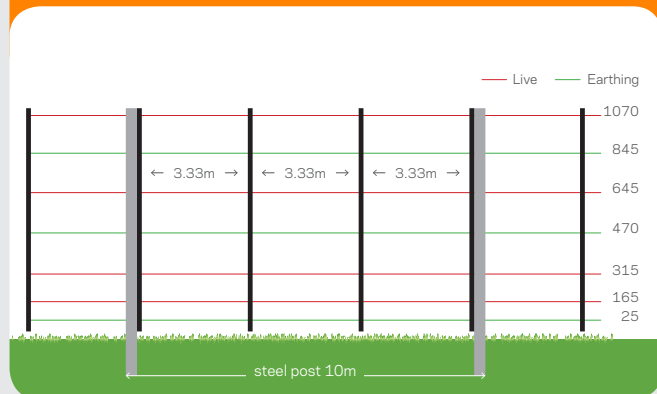 Live Earthing
1070
845
← 3.33m → ← 3.33m → ← 3.33m →
645
470
315
165
25
steel post 10m